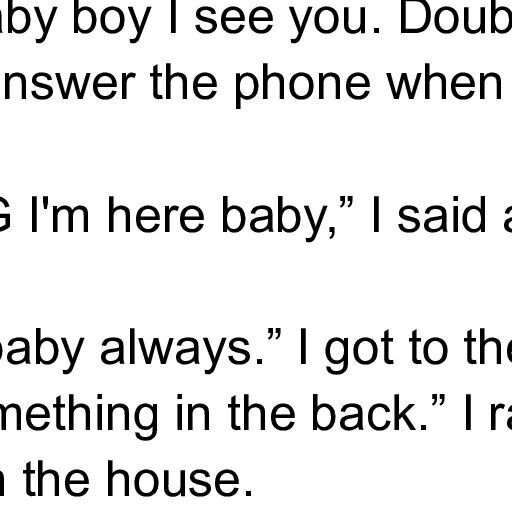 aby boy I see you. Doub
nswer the phone when
G I'm here baby,” I said a
baby always.” I got to the
mething in the back.” I ra
n the house.